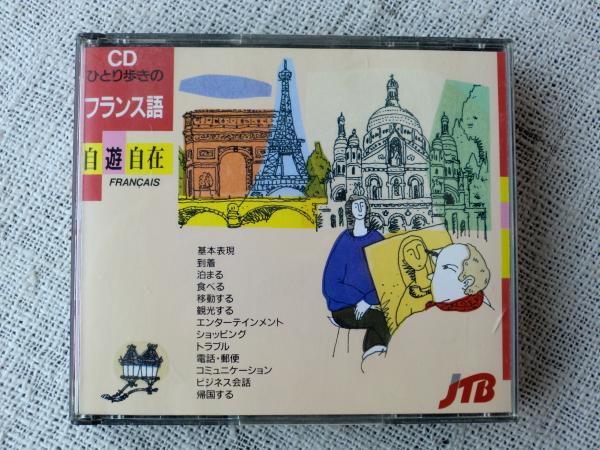 CD
ひとり歩きの
フランス語
自遊自在
FRANÇAIS
基本表現
到着
泊まる
食べる
移動する
観光する
エンターテインメント
ショッピング
トラブル
電話・郵便
コミュニケーション
ビジネス会話
帰国する
JTB